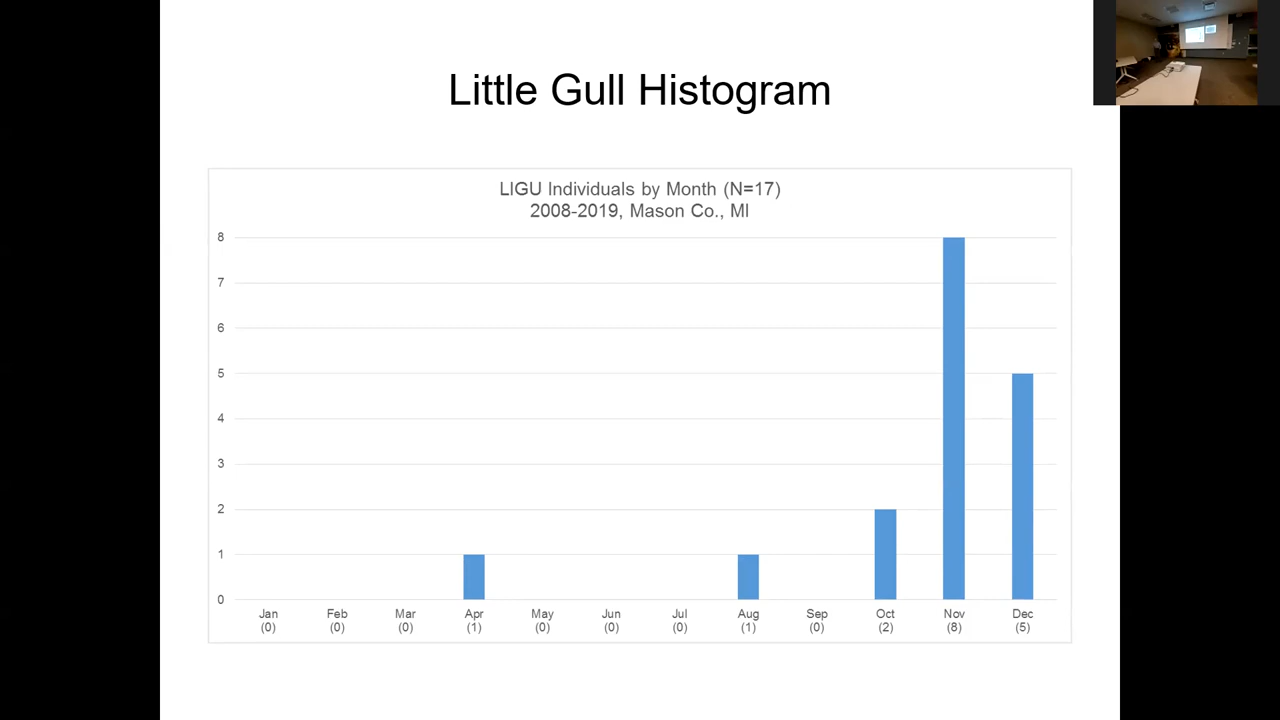 Little Gull Histogram
LIGU Individuals by Month (N=17)
2008-2019, Mason Co., MI
8
7
6
5
4
3
2
1
0
Jan Feb Mar Apr May Jun Jul Aug Sep Oct Nov Dec
(0) (0) (0) (1) (0) (0) (0) (1) (0) (2) (8) (5)